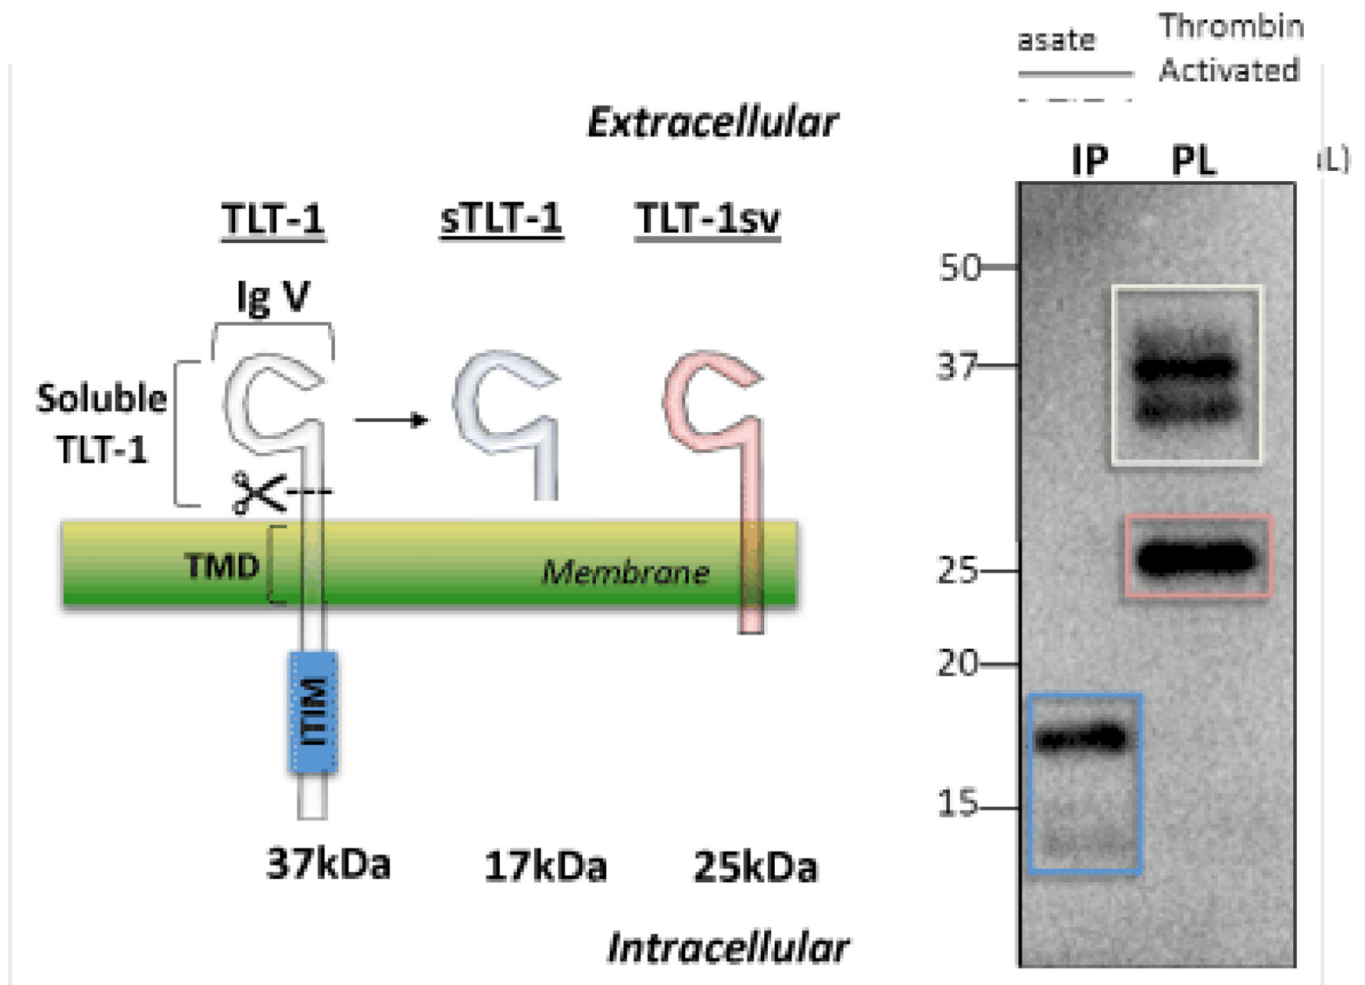 asate
Thrombin
Activated
Extracellular
IP
PL
TLT-1
sTLT-1
TLT-1sv
Ig V
50
37
25
20
15
Soluble
TLT-1
TMD
Membrane
ITIM
37kDa
17kDa
25kDa
Intracellular